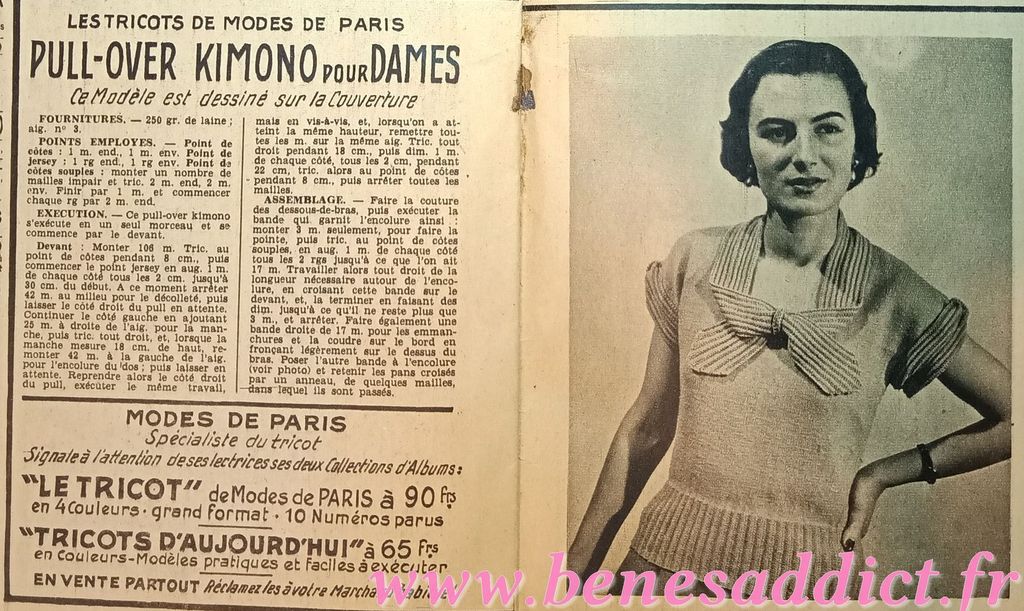 LES TRICOTS DE MODES DE PARIS
PULL-OVER KIMONO POUR DAMES
Ce Modèle est dessiné sur la Couverture
FOURNITURES. — 250 gr. de laine ;
aig. n° 3.
POINTS EMPLOYES. — Point de
côtes : 1 m. end., 1 m. env. Point de
jersey : 1 rg end., 1 rg env. Point de
côtes souples : monter un nombre de
mailles impair et tric. 2 m. end, 2 m.
env. Finir par 1 m. et commencer
chaque rg par 2 m. end.
EXECUTION. — Ce pull-over kimono
s'exécute en un seul morceau et se
commence par le devant.
Devant : Monter 106 m. Tric. au
point de côtes pendant 8 cm., puis
commencer le point jersey en aug. 1 m.
de chaque côté tous les 2 cm. jusqu'à
30 cm. du début. A ce moment arrêter
42 m. au milieu pour le décolleté, puis
laisser le côté droit du pull en attente.
Continuer le côté gauche en ajoutant
25 m. à droite de l'aig. pour la man-
che, puis tric. tout droit, et, lorsque la
manche mesure 18 cm. de haut, re-
monter 42 m. à la gauche de l'aig.
pour l'encolure du dos ; puis laisser en
attente. Reprendre alors le côté droit
du pull, exécuter le même travail,
mais en vis-à-vis, et, lorsqu'on a at-
teint la même hauteur, remettre tou-
tes les m. sur la même aig. Tric. tout
droit pendant 18 cm., puis dim. 1 m.
de chaque côté, tous les 2 cm, pendant
22 cm, tric. alors au point de côtes
pendant 8 cm., puis arrêter toutes les
mailles.
ASSEMBLAGE. — Faire la couture
des dessous-de-bras, puis exécuter la
bande qui garnit l'encolure ainsi :
monter 3 m. seulement, pour faire la
pointe, puis tric. au point de côtes
souples, en aug. 1 m. de chaque côté
tous les 2 rgs jusqu'à ce que l'on ait
17 m. Travailler alors tout droit de la
longueur nécessaire autour de l'enco-
lure, en croisant cette bande sur le
devant, et, la terminer en faisant des
dim. jusqu'à ce qu'il ne reste plus que
3 m., et arrêter. Faire également une
bande droite de 17 m. pour les emman-
chures et la coudre sur le bord en
fronçant légèrement sur le dessus du
bras. Poser l'autre bande à l'encolure
(voir photo) et retenir les pans croisés
par un anneau, de quelques mailles,
dans lequel ils sont passés.
MODES DE PARIS
Spécialiste du tricot
Signale à l'attention de ses lectrices ses deux Collections d'Albums :
"LE TRICOT" de Modes de PARIS à 90 frs
en 4 Couleurs - grand format - 10 Numéros parus
"TRICOTS D'AUJOURD'HUI" à 65 Frs
en Couleurs - Modèles pratiques et Faciles à exécuter
EN VENTE PARTOUT Réclamez les à votre Marchand
www.benesaddict.fr